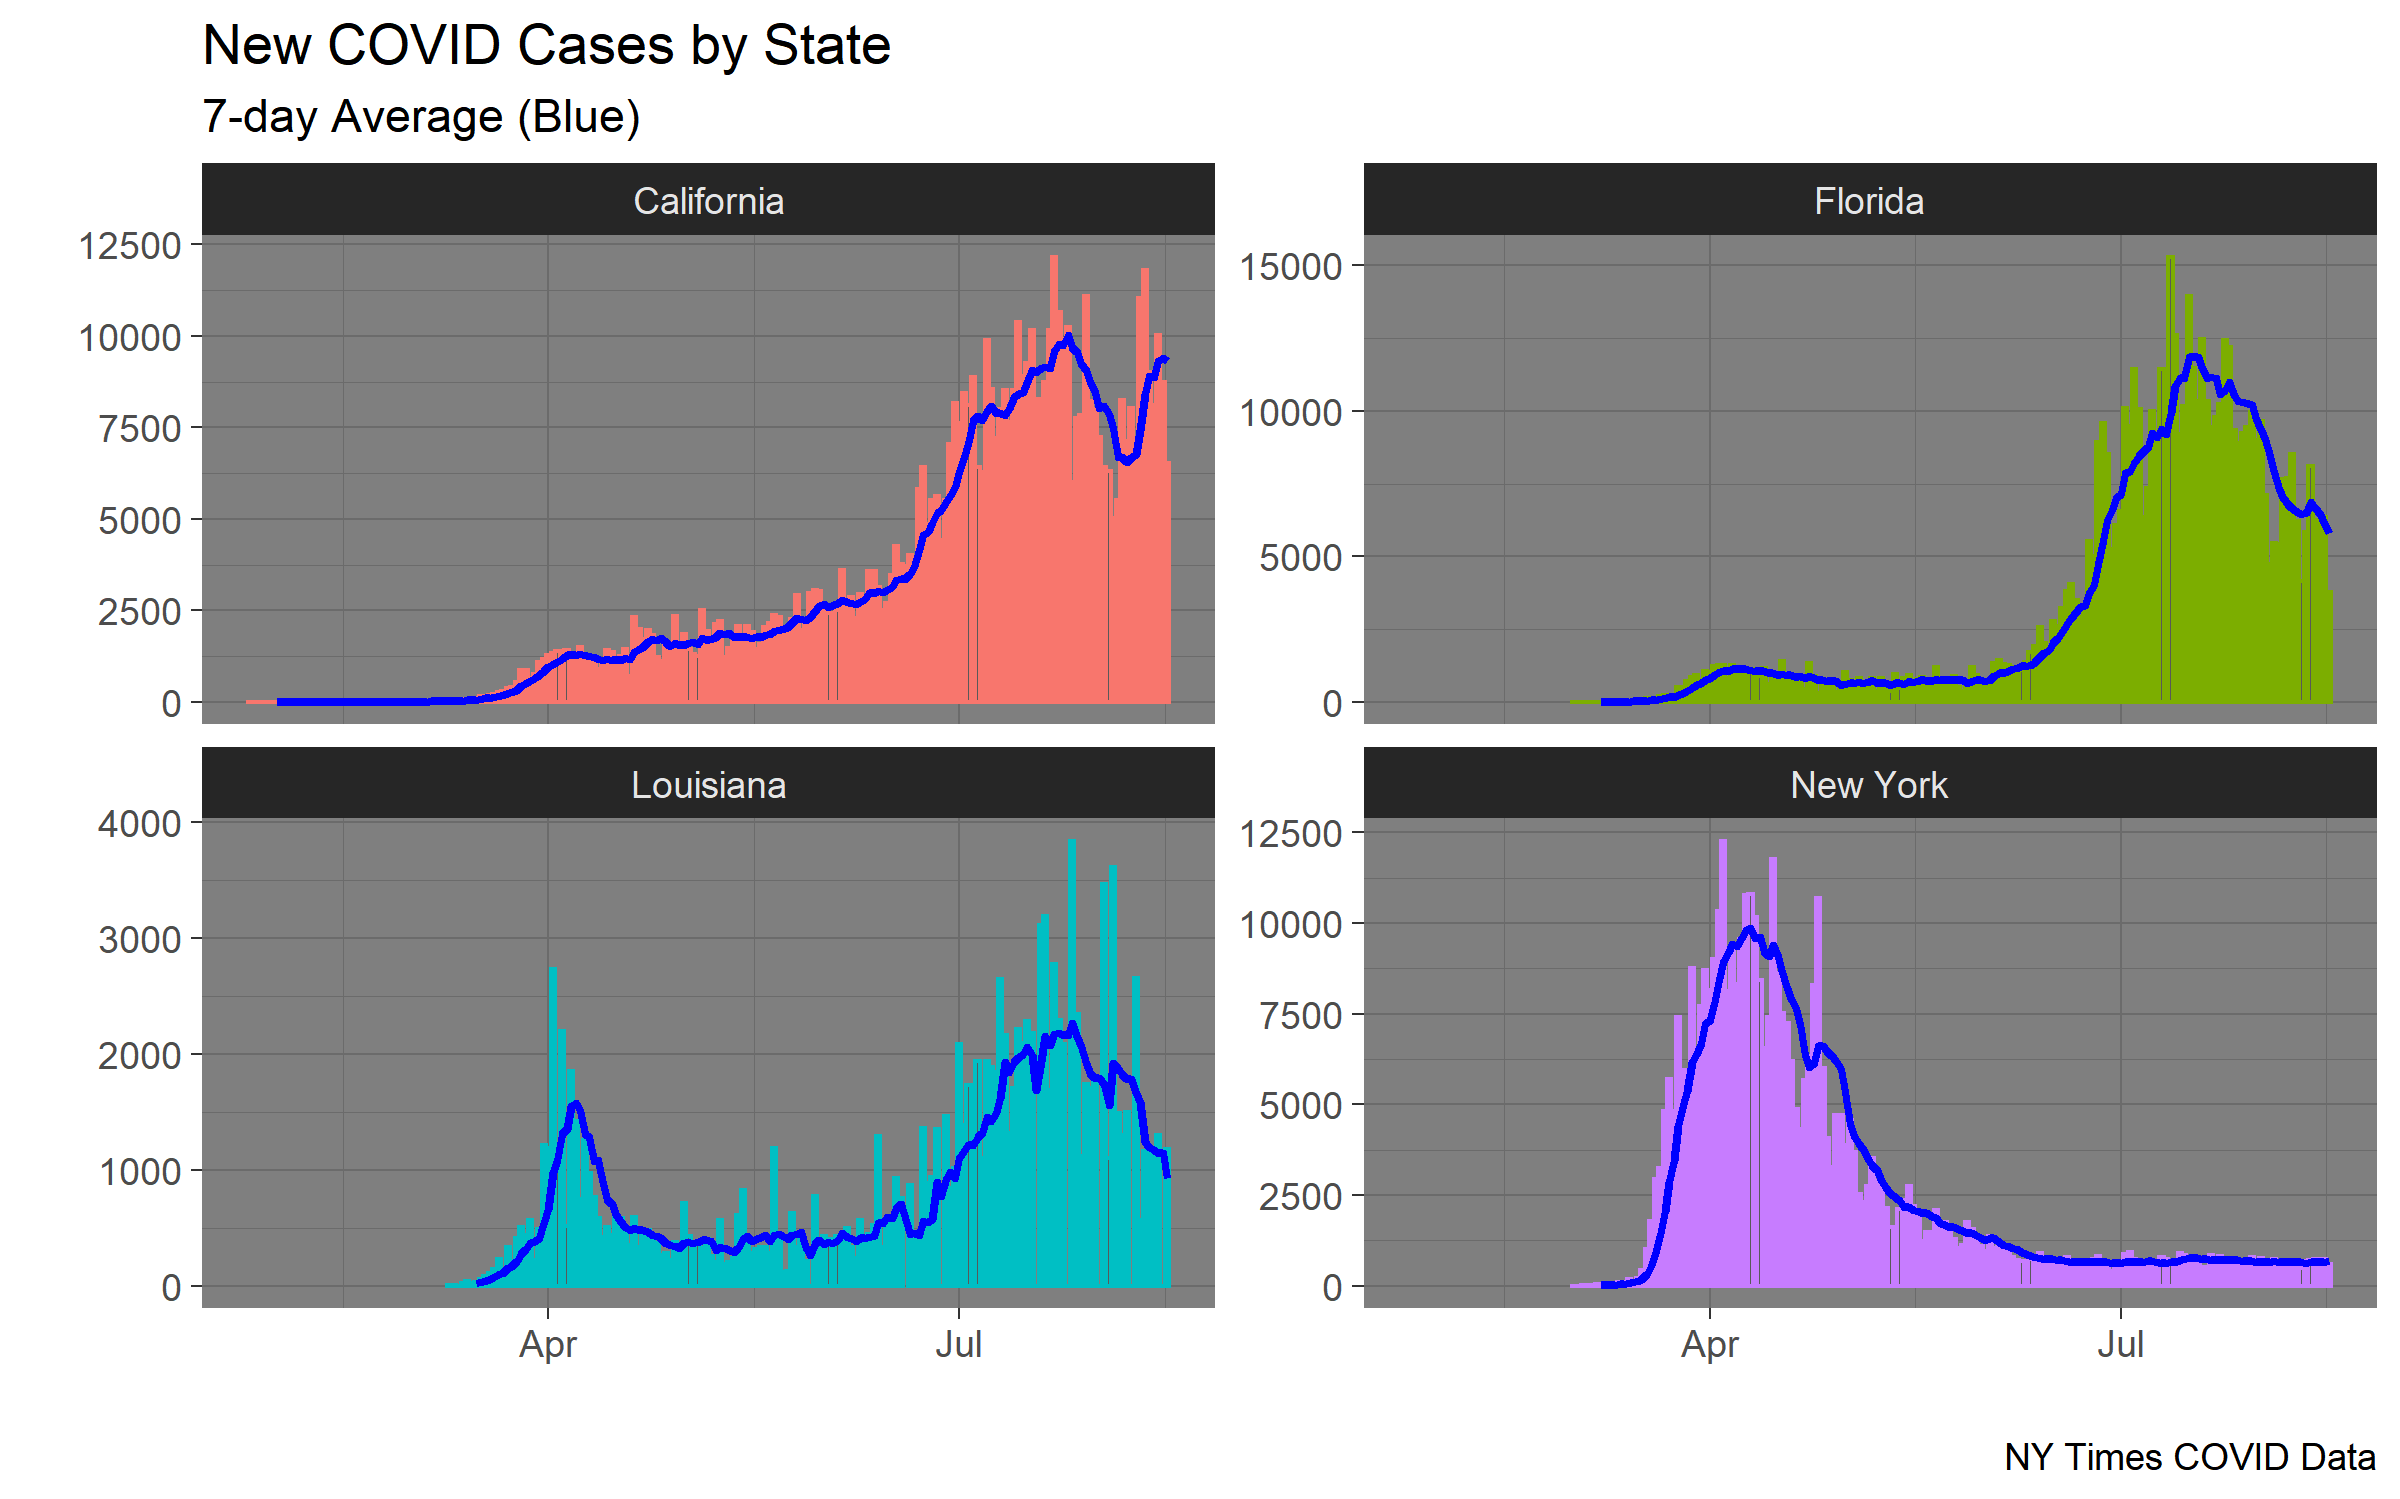 New COVID Cases by State
7-day Average (Blue)
California
12500
10000
7500
5000
2500
0
Florida
15000
10000
5000
0
Louisiana
4000
3000
2000
1000
0
Apr
Jul
New York
12500
10000
7500
5000
2500
0
Apr
Jul
NY Times COVID Data